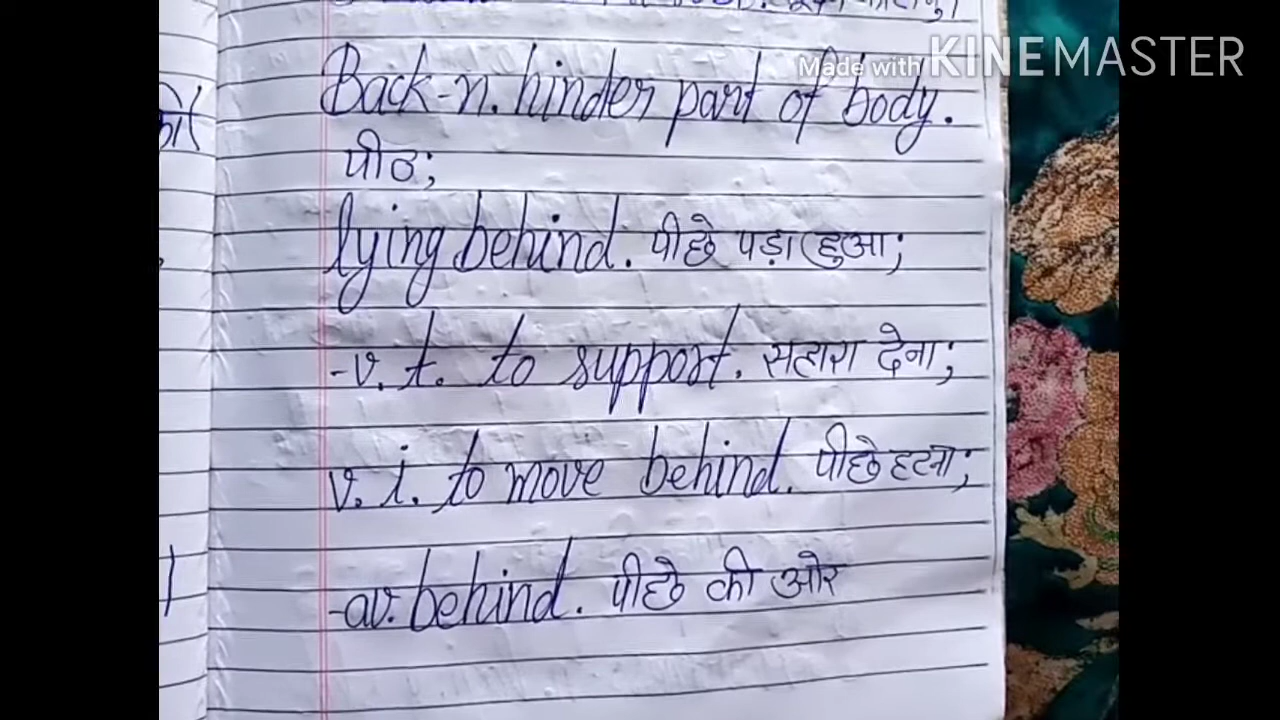 Made with KINEMASTER
Back-n. hinder part of body.
पीठ;
lying behind. पीछे पड़ा हुआ;
-v. t. to support. सहारा देना;
v. i. to move behind. पीछे हटना;
-av. behind. पीछे की ओर